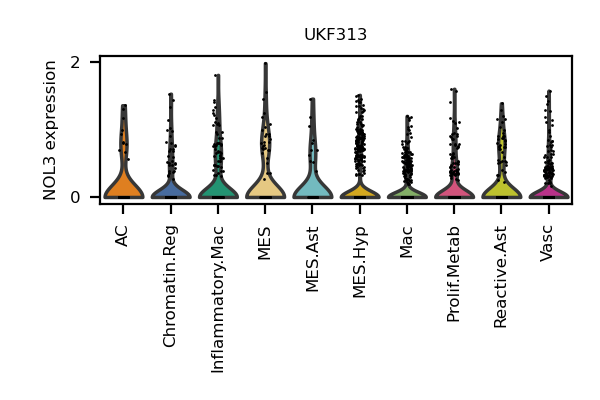 UKF313
NOL3 expression
2
0
AC
Chromatin.Reg
Inflammatory.Mac
MES
MES.Ast
MES.Hyp
Mac
Prolif.Metab
Reactive.Ast
Vasc